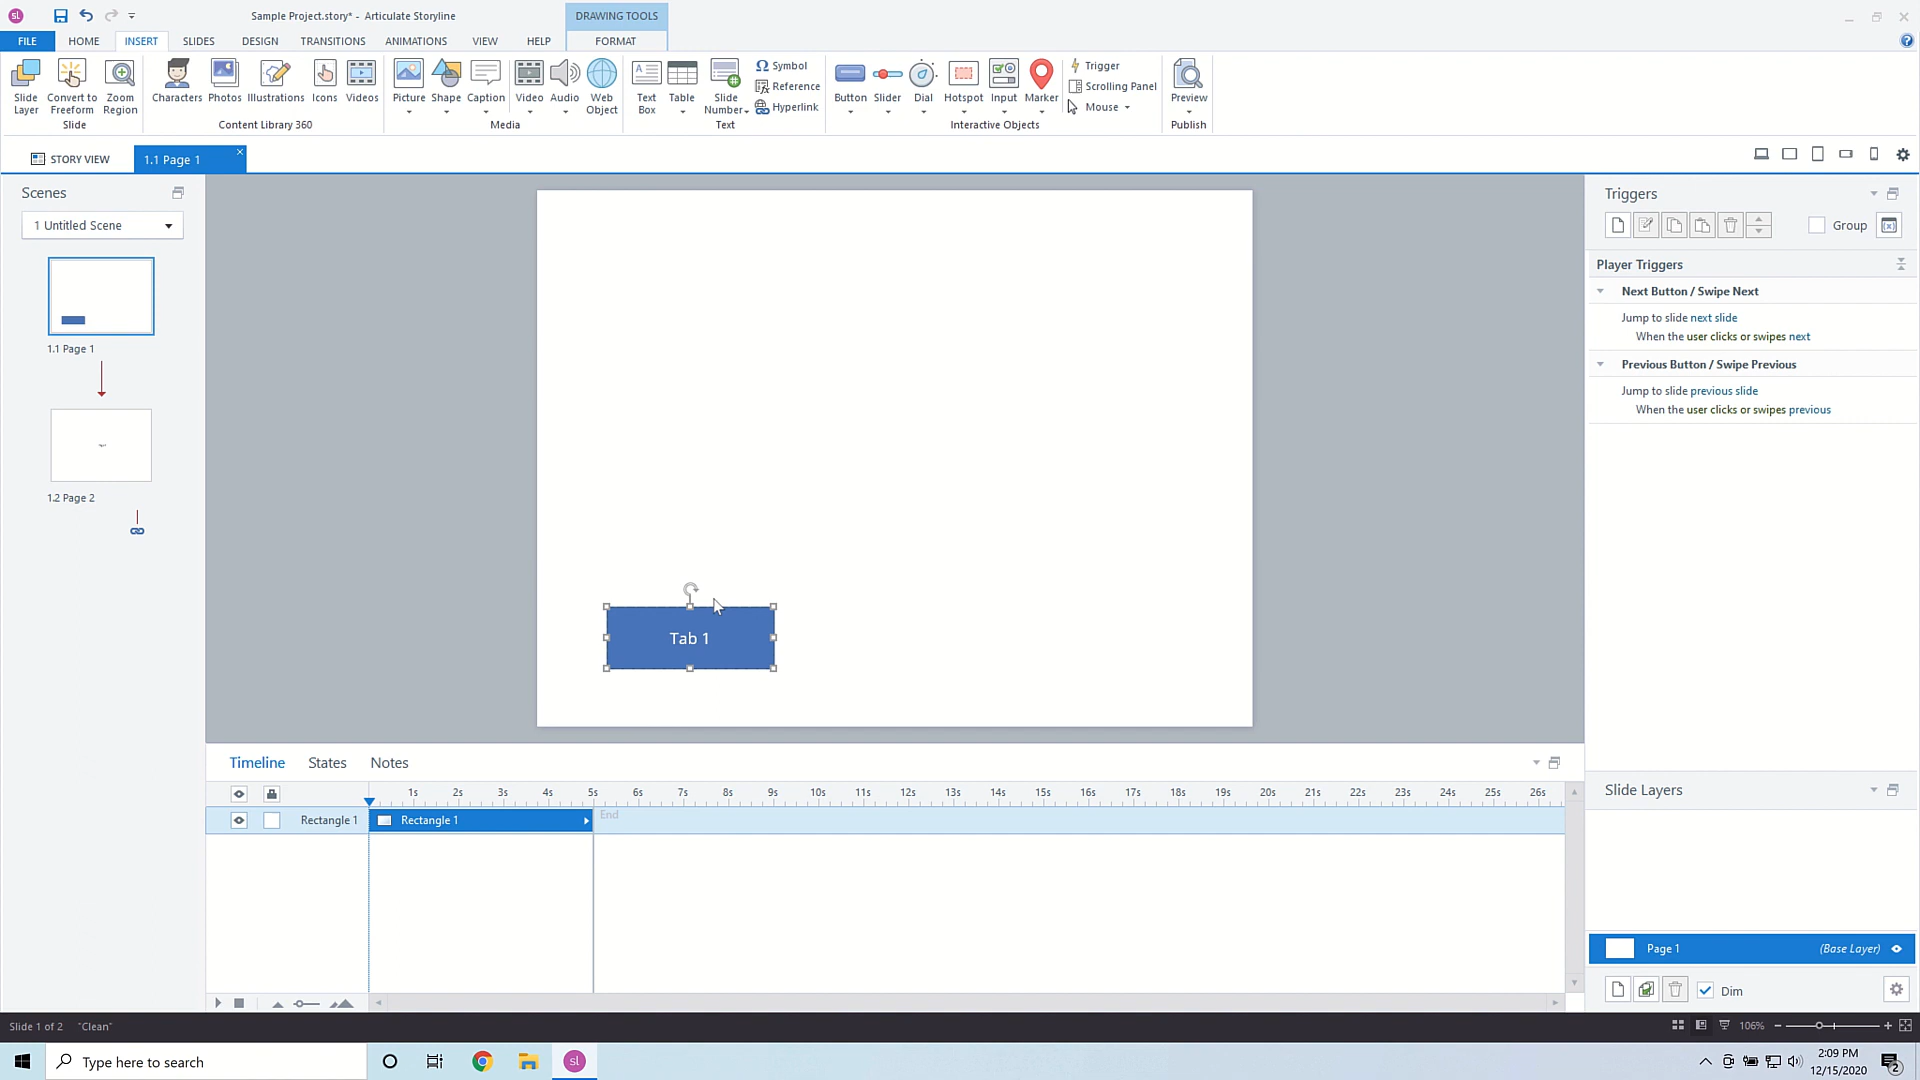 sl
Sample Project.story* - Articulate Storyline
DRAWING TOOLS
FILE HOME INSERT SLIDES DESIGN TRANSITIONS ANIMATIONS VIEW HELP FORMAT
Slide Layer
Convert to Freeform
Zoom Region
Slide
Characters Photos Illustrations Icons Videos
Content Library 360
Picture Shape Caption Video Audio Web Object
Media
Text Box
Table
Slide Number
Symbol
Reference
Hyperlink
Text
Button Slider Dial Hotspot Input Marker
Trigger
Scrolling Panel
Mouse
Interactive Objects
Preview
Publish
STORY VIEW
1.1 Page 1
Scenes
1 Untitled Scene
1.1 Page 1
1.2 Page 2
Tab 1
Triggers
Group
Player Triggers
Next Button / Swipe Next
Jump to slide next slide
When the user clicks or swipes next
Previous Button / Swipe Previous
Jump to slide previous slide
When the user clicks or swipes previous
Timeline States Notes
1s 2s 3s 4s 5s 6s 7s 8s 9s 10s 11s 12s 13s 14s 15s 16s 17s 18s 19s 20s 21s 22s 23s 24s 25s 26s
Rectangle 1 Rectangle 1 End
Slide Layers
Page 1 (Base Layer)
Dim
Slide 1 of 2 "Clean"
106%
Type here to search
sl
2:09 PM
12/15/2020
2